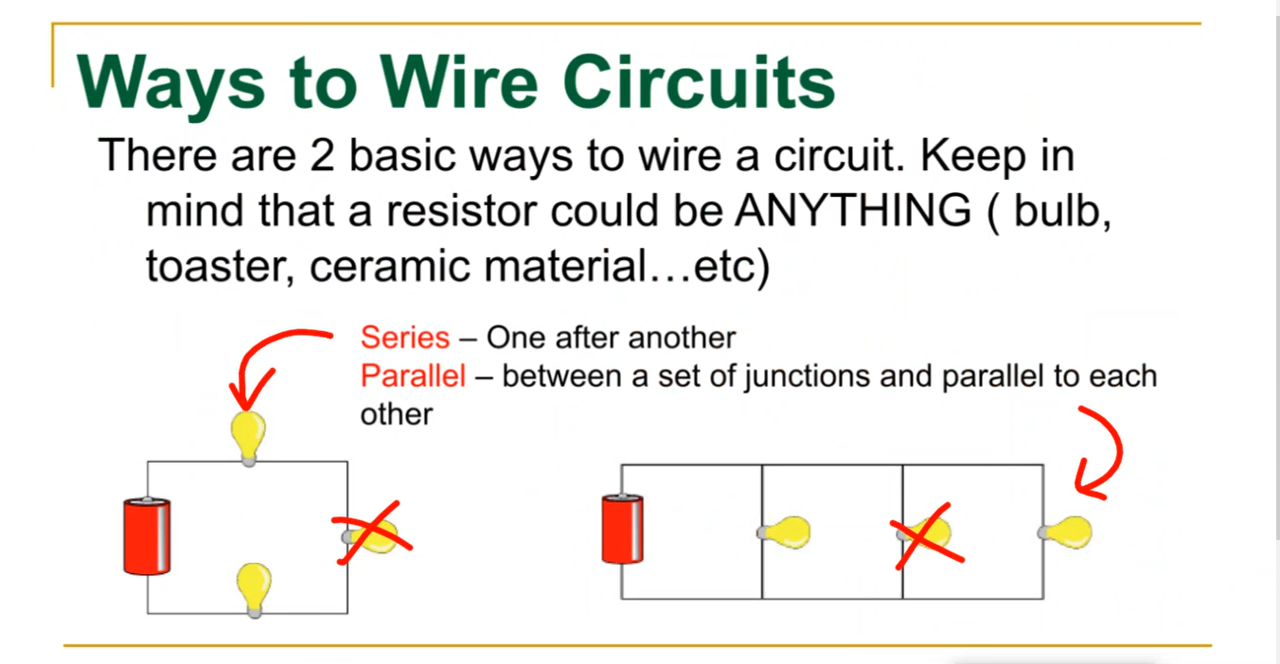 Ways to Wire Circuits
There are 2 basic ways to wire a circuit. Keep in
mind that a resistor could be ANYTHING ( bulb,
toaster, ceramic material…etc)
Series – One after another
Parallel – between a set of junctions and parallel to each
other